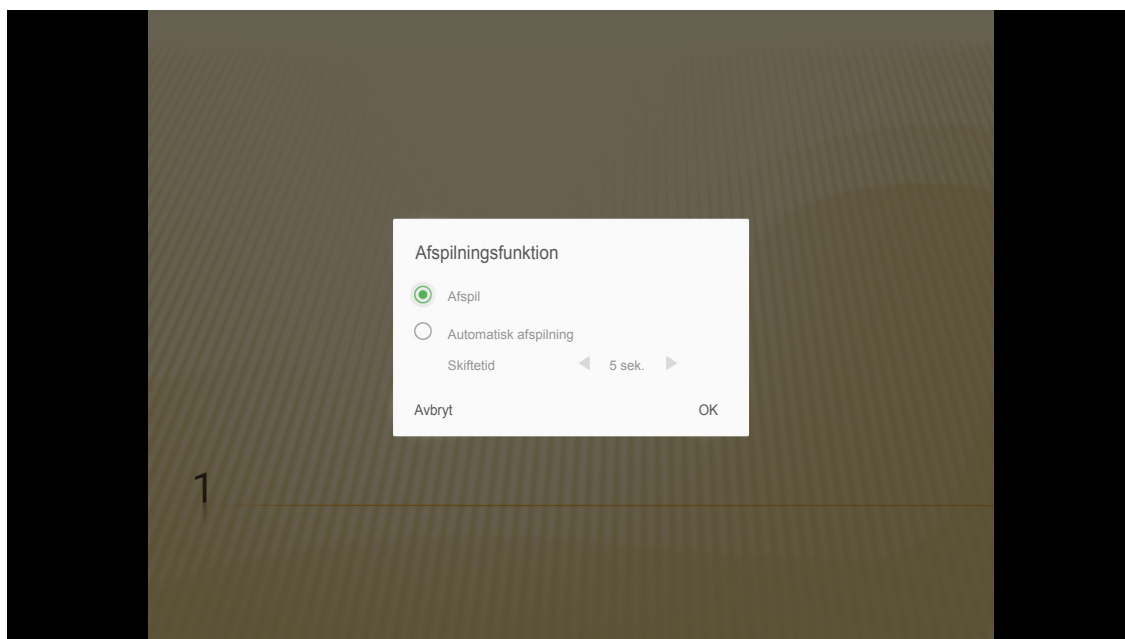 Afspilningsfunktion
Afspil
Automatisk afspilning
Skiftetid 5 sek.
Avbryt OK
1